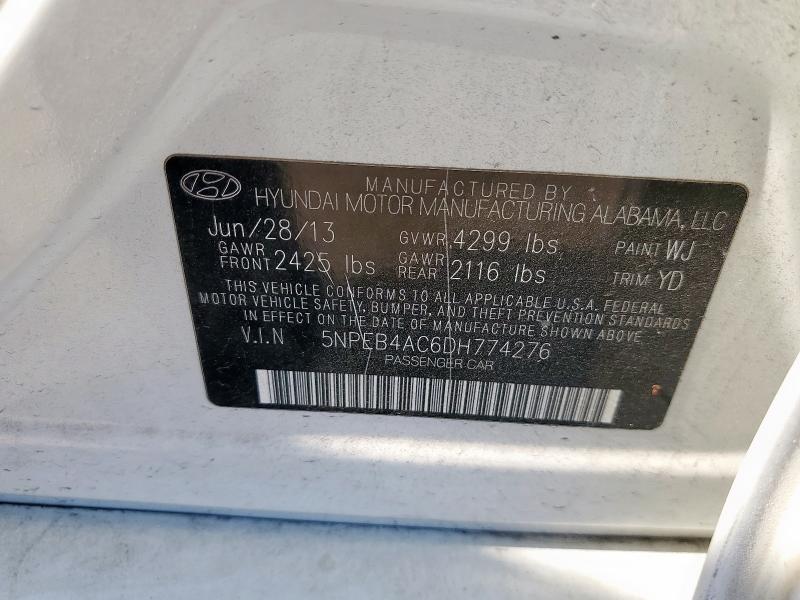 MANUFACTURED BY
HYUNDAI MOTOR MANUFACTURING ALABAMA, LLC
Jun/28/13 GVWR 4299 lbs PAINT WJ
GAWR FRONT 2425 lbs GAWR REAR 2116 lbs TRIM YD
THIS VEHICLE CONFORMS TO ALL APPLICABLE U.S.A. FEDERAL
MOTOR VEHICLE SAFETY, BUMPER, AND THEFT PREVENTION STANDARDS
IN EFFECT ON THE DATE OF MANUFACTURE SHOWN ABOVE
V.I.N 5NPEB4AC6DH774276
PASSENGER CAR